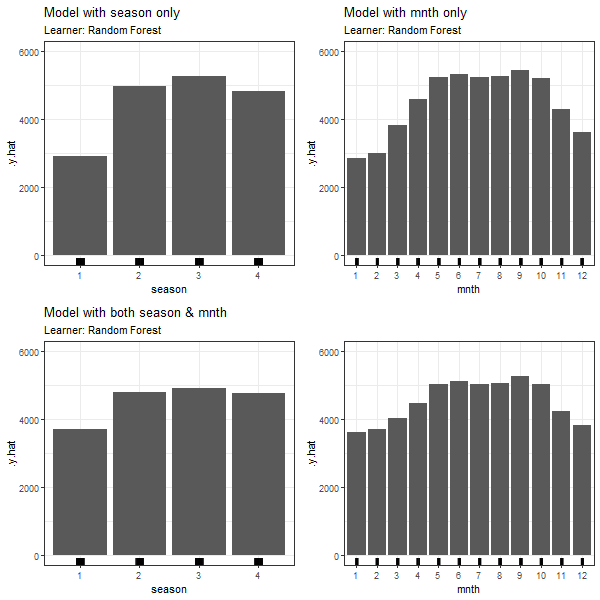 Model with season only
Learner: Random Forest
.y.hat
6000
4000
2000
0
1 2 3 4
season
Model with mnth only
Learner: Random Forest
.y.hat
6000
4000
2000
0
1 2 3 4 5 6 7 8 9 10 11 12
mnth
Model with both season & mnth
Learner: Random Forest
.y.hat
6000
4000
2000
0
1 2 3 4
season
.y.hat
6000
4000
2000
0
1 2 3 4 5 6 7 8 9 10 11 12
mnth